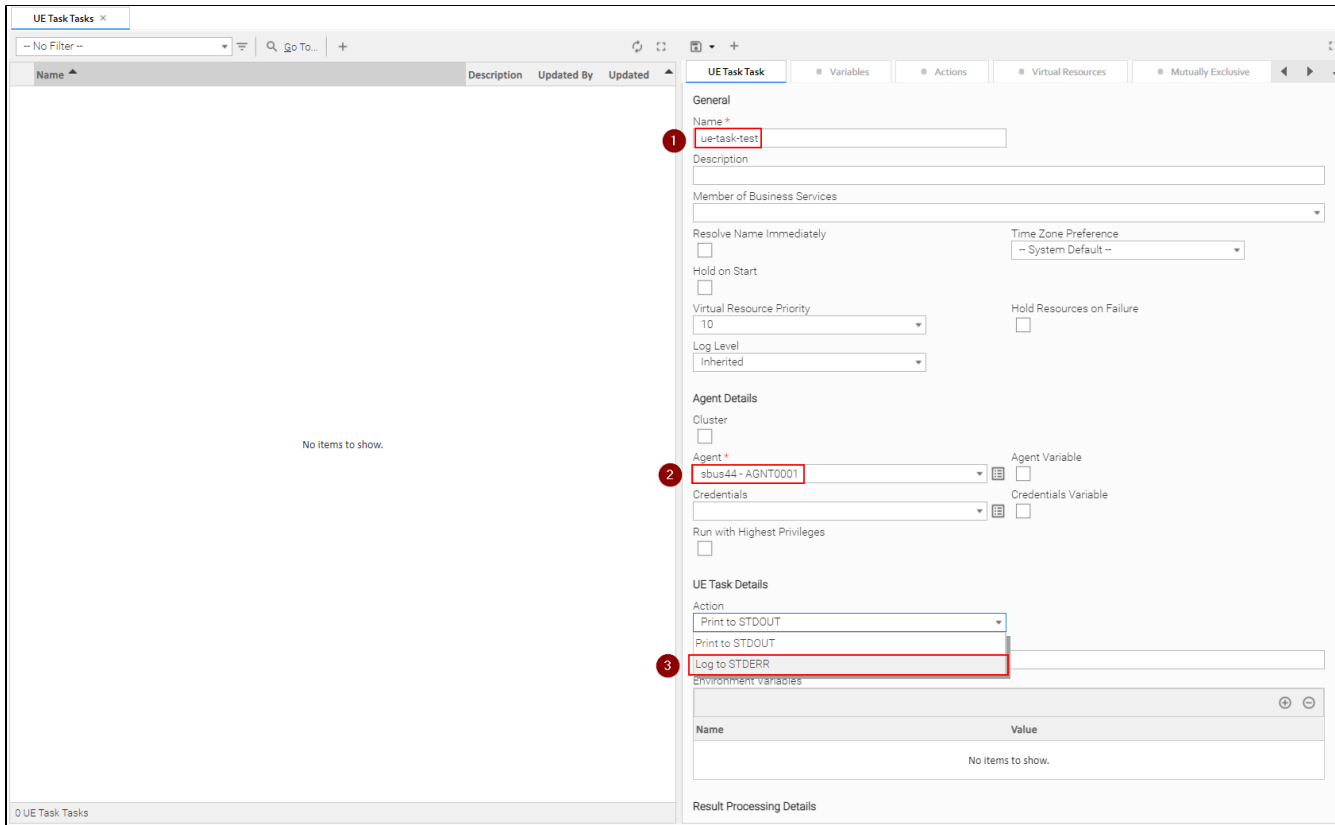 UE Task Tasks ×
-- No Filter --
Go To...
Name Description Updated By Updated
No items to show.
0 UE Task Tasks
UE Task Task Variables Actions Virtual Resources Mutually Exclusive
General
Name *
1 ue-task-test
Description
Member of Business Services
Resolve Name Immediately Time Zone Preference
-- System Default --
Hold on Start
Virtual Resource Priority Hold Resources on Failure
10
Log Level
Inherited
Agent Details
Cluster
Agent * Agent Variable
2 sbus44 - AGNT0001
Credentials Credentials Variable
Run with Highest Privileges
UE Task Details
Action
Print to STDOUT
Print to STDOUT
3 Log to STDERR
Environment Variables
Name Value
No items to show.
Result Processing Details